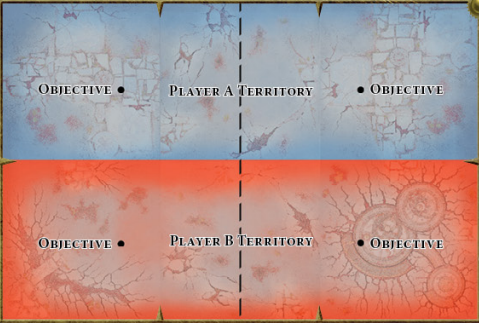 OBJECTIVE
PLAYER A TERRITORY
OBJECTIVE
OBJECTIVE
PLAYER B TERRITORY
OBJECTIVE